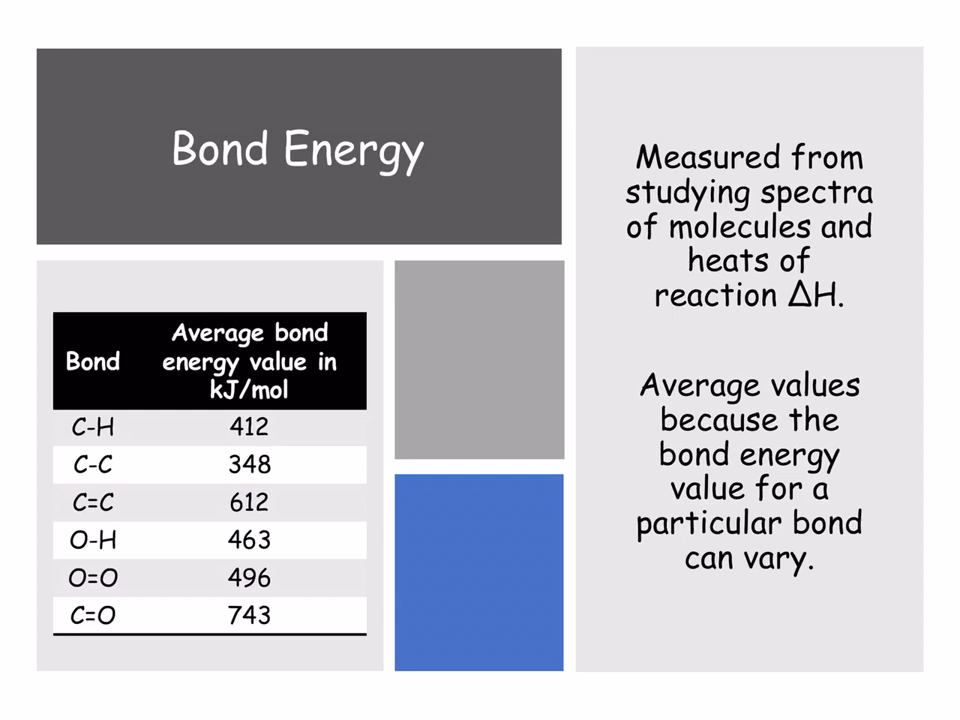 Bond Energy
Measured from
studying spectra
of molecules and
heats of
reaction ΔH.
Average values
because the
bond energy
value for a
particular bond
can vary.
Bond Average bond energy value in kJ/mol
C-H 412
C-C 348
C=C 612
O-H 463
O=O 496
C=O 743